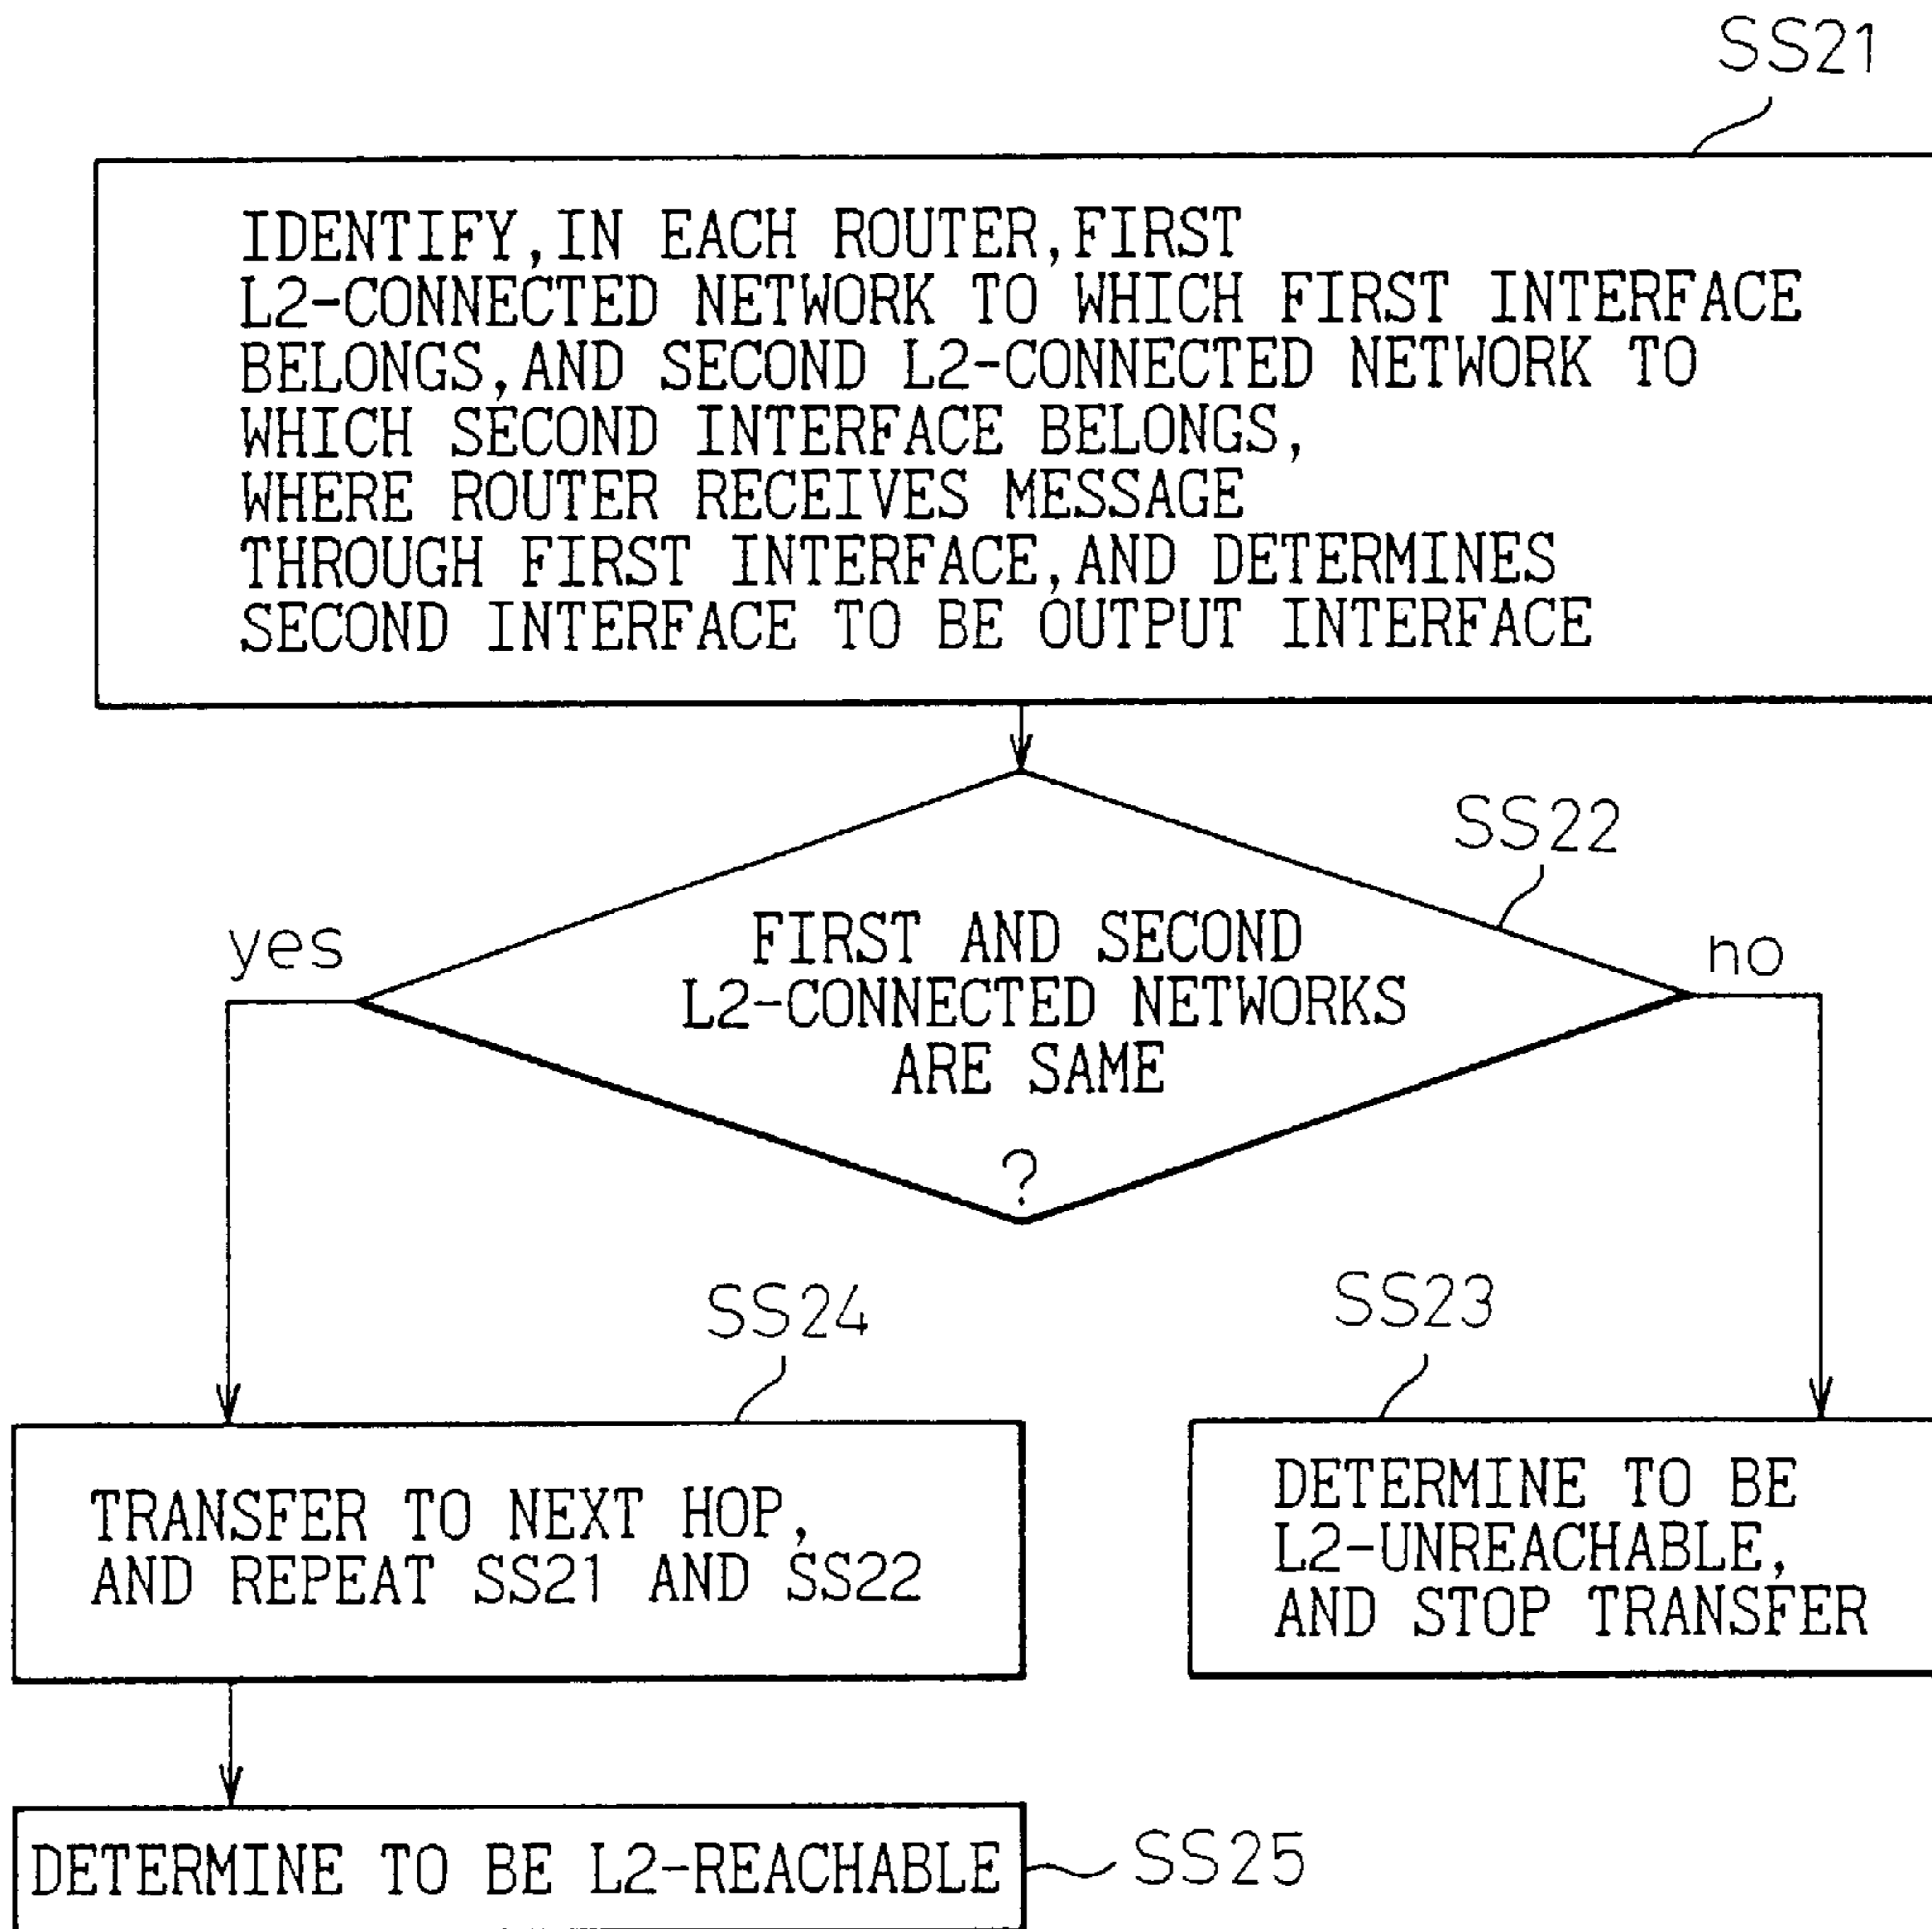 SS21
IDENTIFY,IN EACH ROUTER,FIRST
L2-CONNECTED NETWORK TO WHICH FIRST INTERFACE
BELONGS,AND SECOND L2-CONNECTED NETWORK TO
WHICH SECOND INTERFACE BELONGS,
WHERE ROUTER RECEIVES MESSAGE
THROUGH FIRST INTERFACE,AND DETERMINES
SECOND INTERFACE TO BE OUTPUT INTERFACE
SS22
yes
no
FIRST AND SECOND
L2-CONNECTED NETWORKS
ARE SAME
?
SS24
SS23
TRANSFER TO NEXT HOP,
AND REPEAT SS21 AND SS22
DETERMINE TO BE
L2-UNREACHABLE,
AND STOP TRANSFER
DETERMINE TO BE L2-REACHABLE
SS25